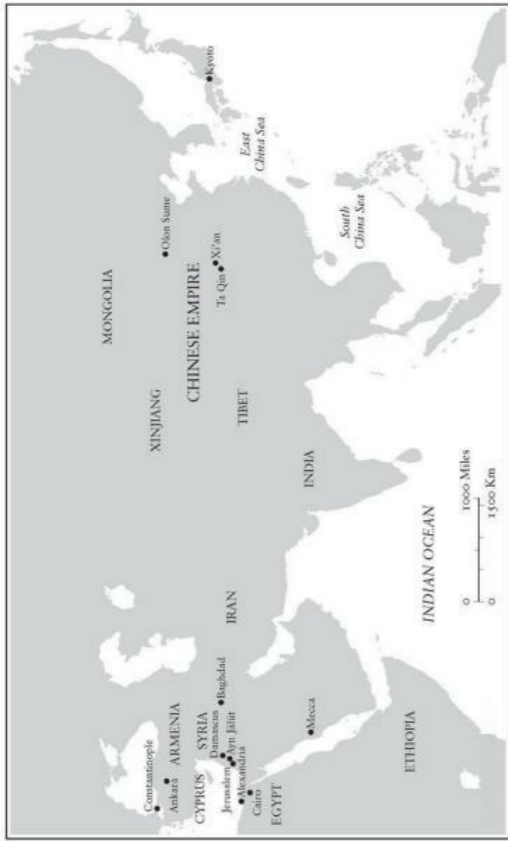 MONGOLIA
XINJIANG
CHINESE EMPIRE
TIBET
INDIA
IRAN
ARMENIA
SYRIA
CYPRUS
EGYPT
ETHIOPIA
Constantinople
Ankara
Damascus
Baghdad
Jerusalem
Ayn Jālūt
Alexandria
Cairo
Mecca
Olon Sume
Ta Qin
Xi'an
Kyoto
East
China Sea
South
China Sea
INDIAN OCEAN
0 1000 Miles
0 1500 Km